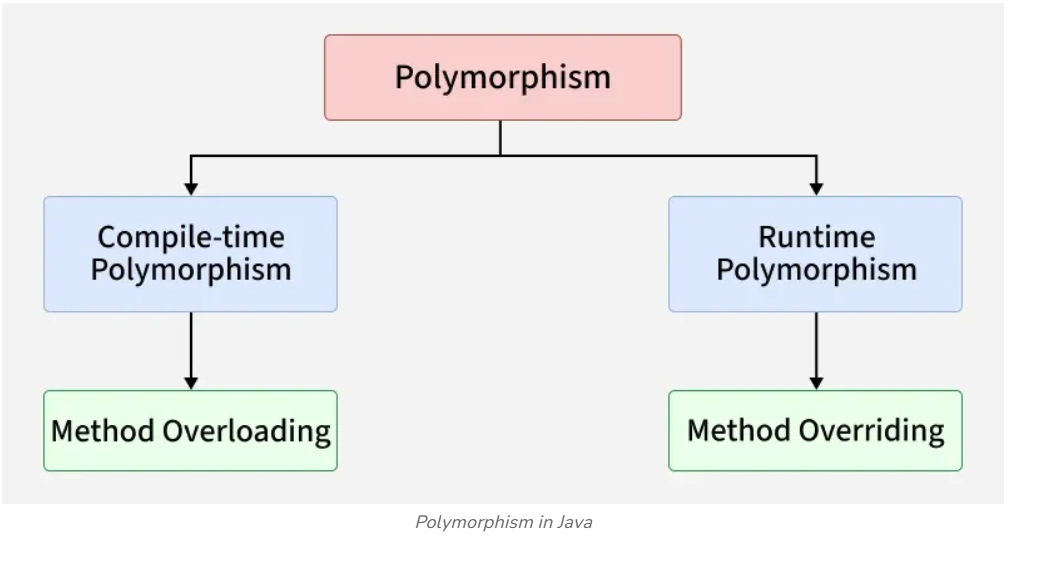 Polymorphism
Compile-time
Polymorphism
Runtime
Polymorphism
Method Overloading
Method Overriding
Polymorphism in Java